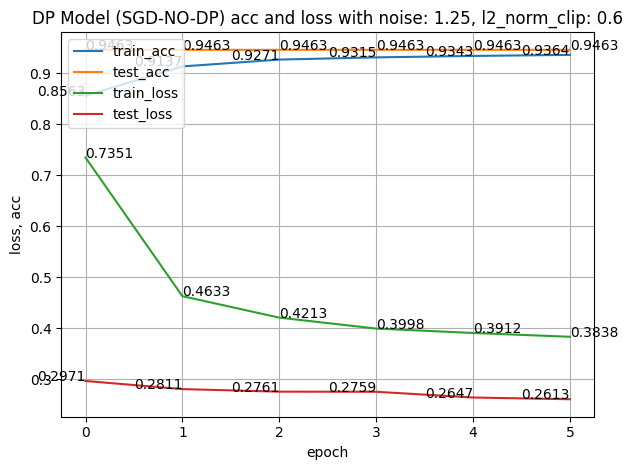 DP Model (SGD-NO-DP) acc and loss with noise: 1.25, l2_norm_clip: 0.6
0.9463 0.9463 0.9463 0.9463 0.9463 0.9463
0.8563 0.9137 0.9271 0.9315 0.9343 0.9364
train_acc
test_acc
train_loss
test_loss
0.7351 0.4633 0.4213 0.3998 0.3912 0.3838
0.2971 0.2811 0.2761 0.2759 0.2647 0.2613
0.9
0.8
0.7
0.6
0.5
0.4
0.3
loss, acc
0 1 2 3 4 5
epoch